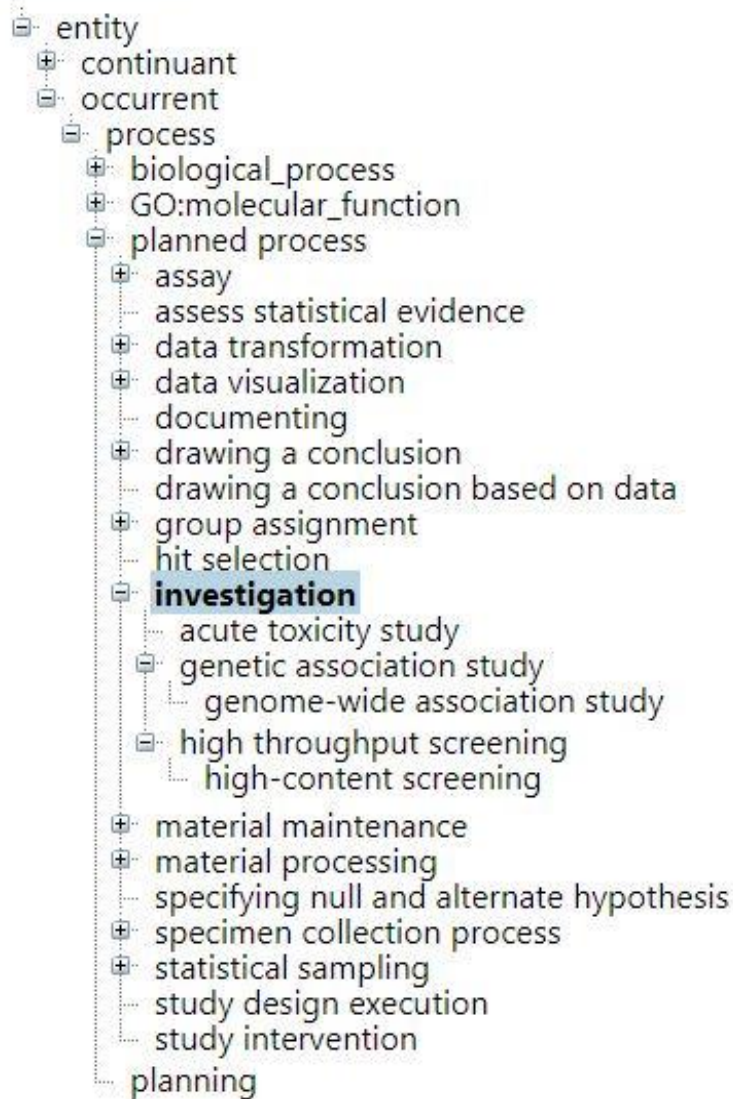 entity
continuant
occurrent
process
biological_process
GO:molecular_function
planned process
assay
assess statistical evidence
data transformation
data visualization
documenting
drawing a conclusion
drawing a conclusion based on data
group assignment
hit selection
investigation
acute toxicity study
genetic association study
genome-wide association study
high throughput screening
high-content screening
material maintenance
material processing
specifying null and alternate hypothesis
specimen collection process
statistical sampling
study design execution
study intervention
planning